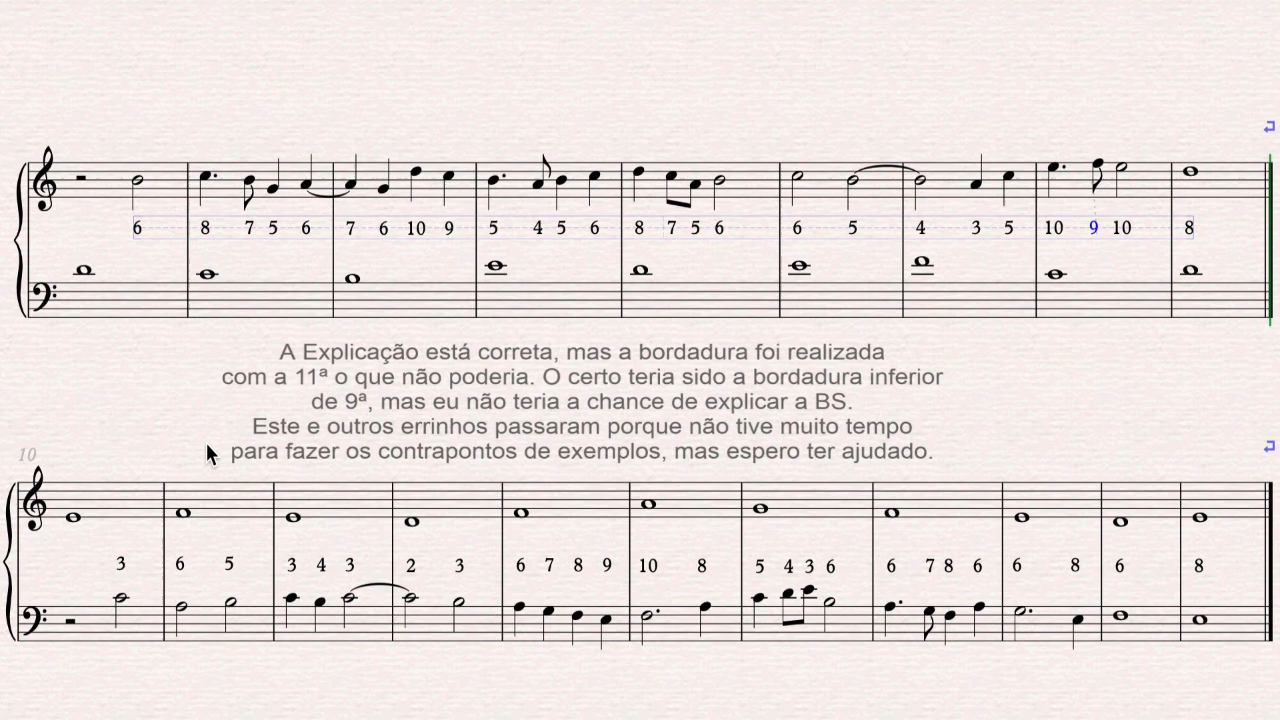 6 8 7 5 6 7 6 10 9 5 4 5 6 8 7 5 6 6 5 4 3 5 10 9 10 8
A Explicação está correta, mas a bordadura foi realizada
com a 11ª o que não poderia. O certo teria sido a bordadura inferior
de 9ª, mas eu não teria a chance de explicar a BS.
Este e outros errinhos passaram porque não tive muito tempo
10
para fazer os contrapontos de exemplos, mas espero ter ajudado.
3 6 5 3 4 3 2 3 6 7 8 9 10 8 5 4 3 6 6 7 8 6 6 8 6 8